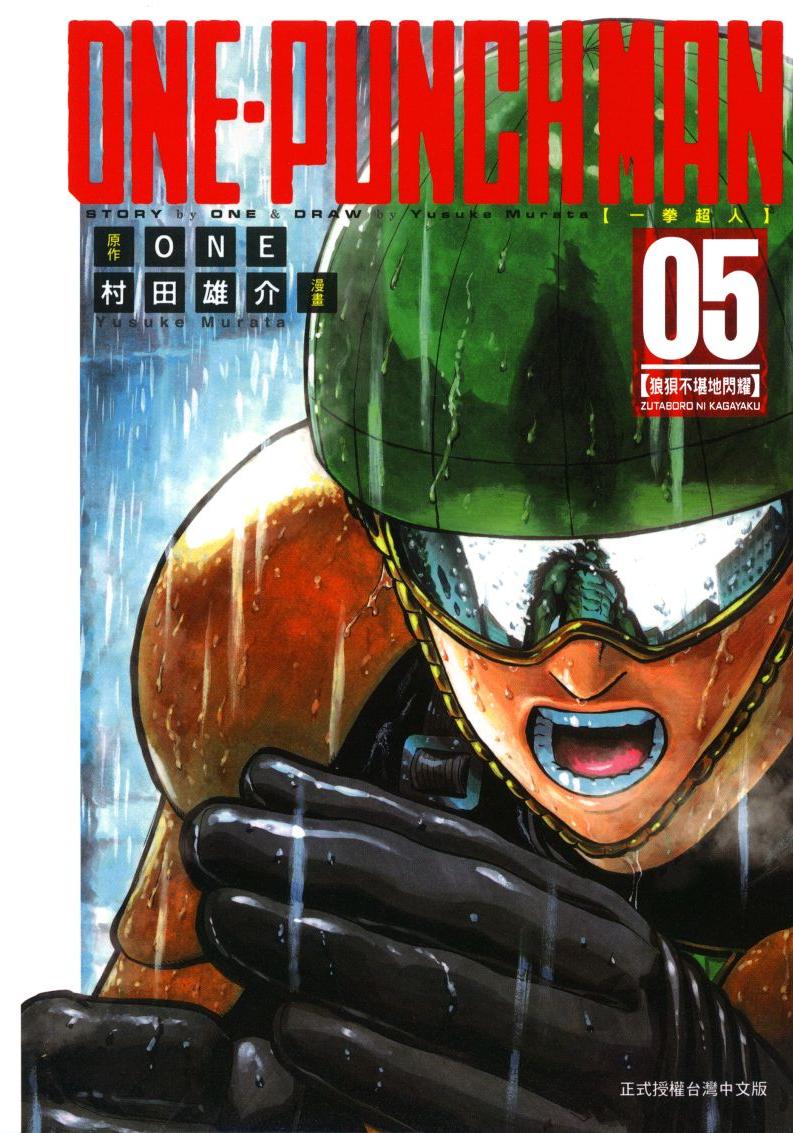 ONE-PUNCHMAN
STORY by ONE & DRAW by Yusuke Murata【一拳超人】
原作 ONE
村田雄介 漫畫
Yusuke Murata
05
【狼狽不堪地閃耀】
ZUTABORO NI KAGAYAKU
正式授權台灣中文版